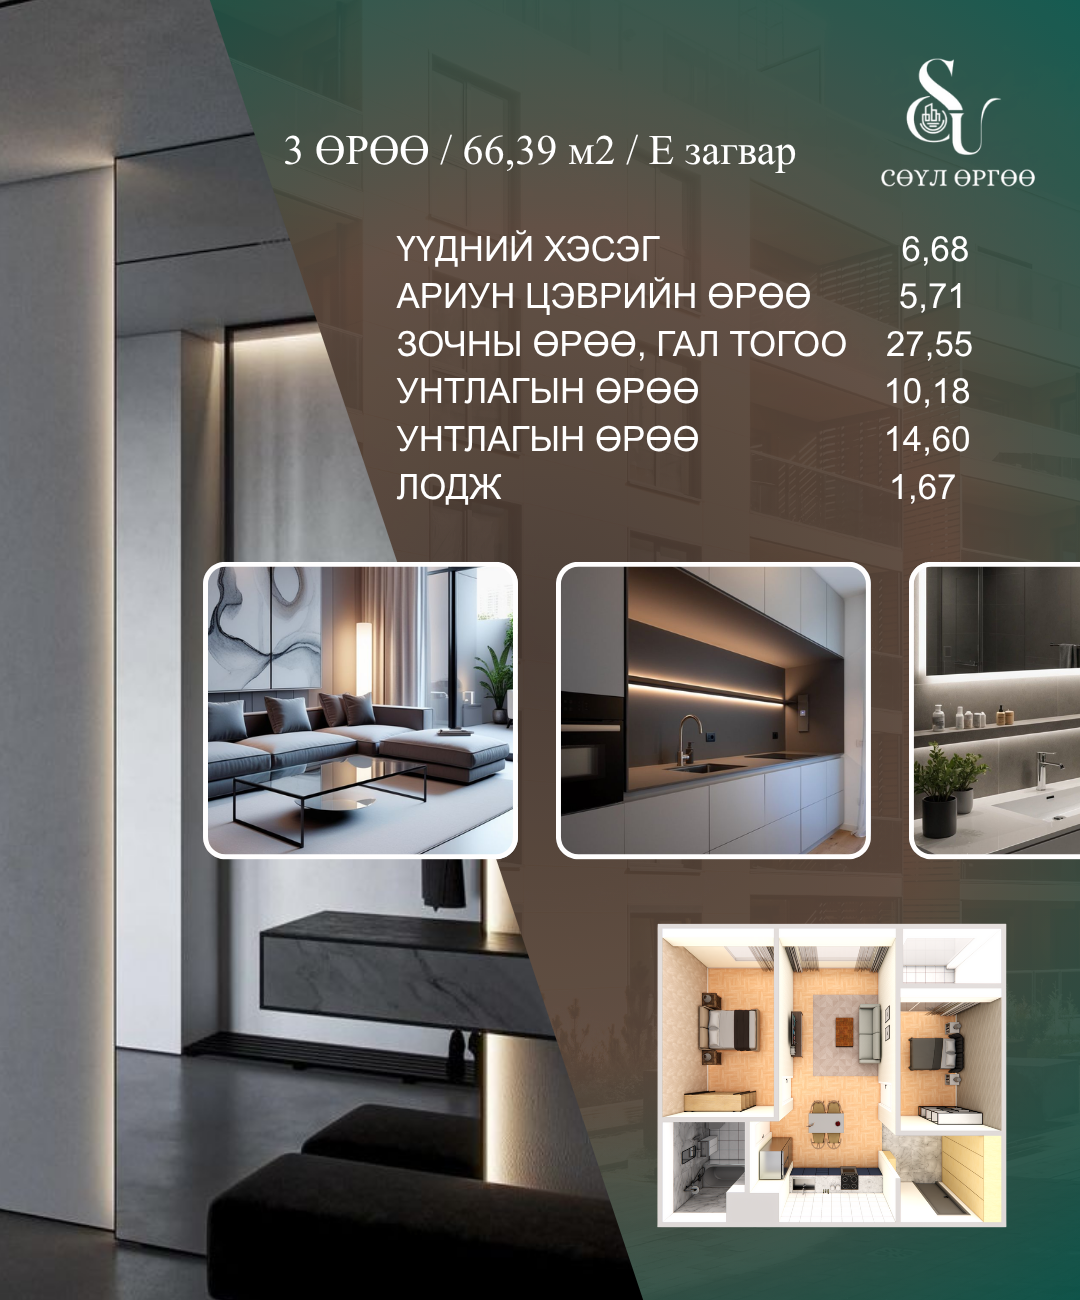 3 ӨРӨӨ / 66,39 м2 / Е загвар
СӨҮЛ ӨРГӨӨ
ҮҮДНИЙ ХЭСЭГ 6,68
АРИУН ЦЭВРИЙН ӨРӨӨ 5,71
ЗОЧНЫ ӨРӨӨ, ГАЛ ТОГОО 27,55
УНТЛАГЫН ӨРӨӨ 10,18
УНТЛАГЫН ӨРӨӨ 14,60
ЛОДЖ 1,67